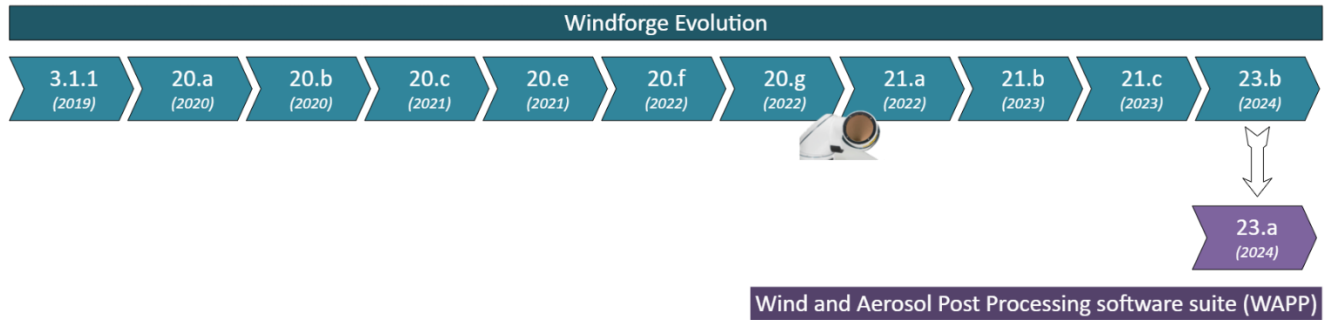 Windforge Evolution
3.1.1 20.a 20.b 20.c 20.e 20.f 20.g 21.a 21.b 21.c 23.b
(2019) (2020) (2020) (2021) (2021) (2022) (2022) (2022) (2023) (2023) (2024)
23.a
(2024)
Wind and Aerosol Post Processing software suite (WAPP)